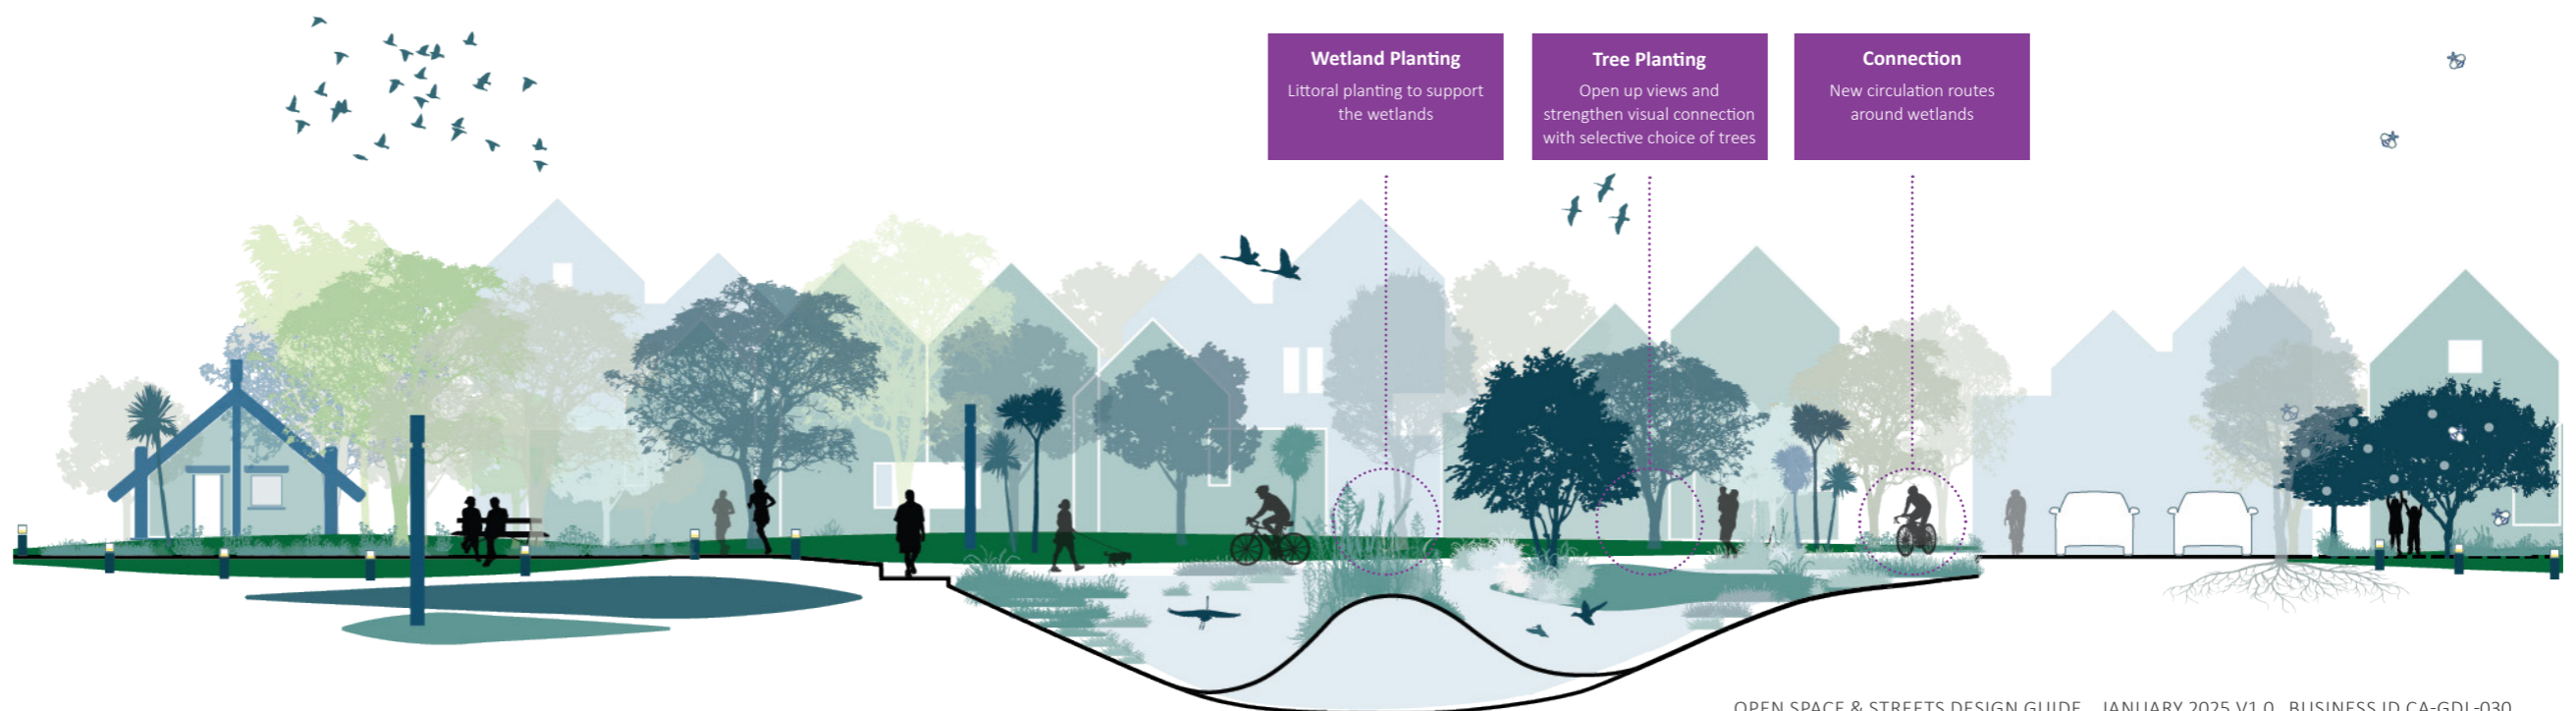 Wetland Planting
Littoral planting to support
the wetlands
Tree Planting
Open up views and
strengthen visual connection
with selective choice of trees
Connection
New circulation routes
around wetlands
OPEN SPACE & STREETS DESIGN GUIDE JANUARY 2025 V1.0 BUSINESS ID CA-GDL-030